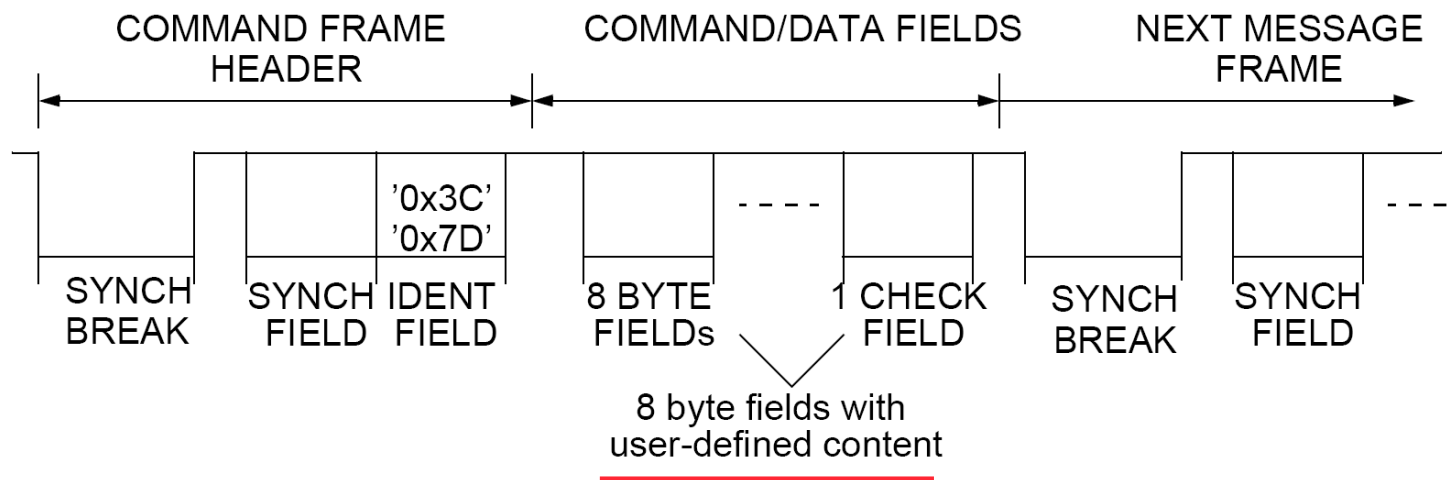 COMMAND FRAME
HEADER
COMMAND/DATA FIELDS
NEXT MESSAGE
FRAME
’0x3C’
’0x7D’
SYNCH
BREAK
SYNCH
FIELD
IDENT
FIELD
8 BYTE
FIELDs
1 CHECK
FIELD
SYNCH
BREAK
SYNCH
FIELD
8 byte fields with
user-defined content